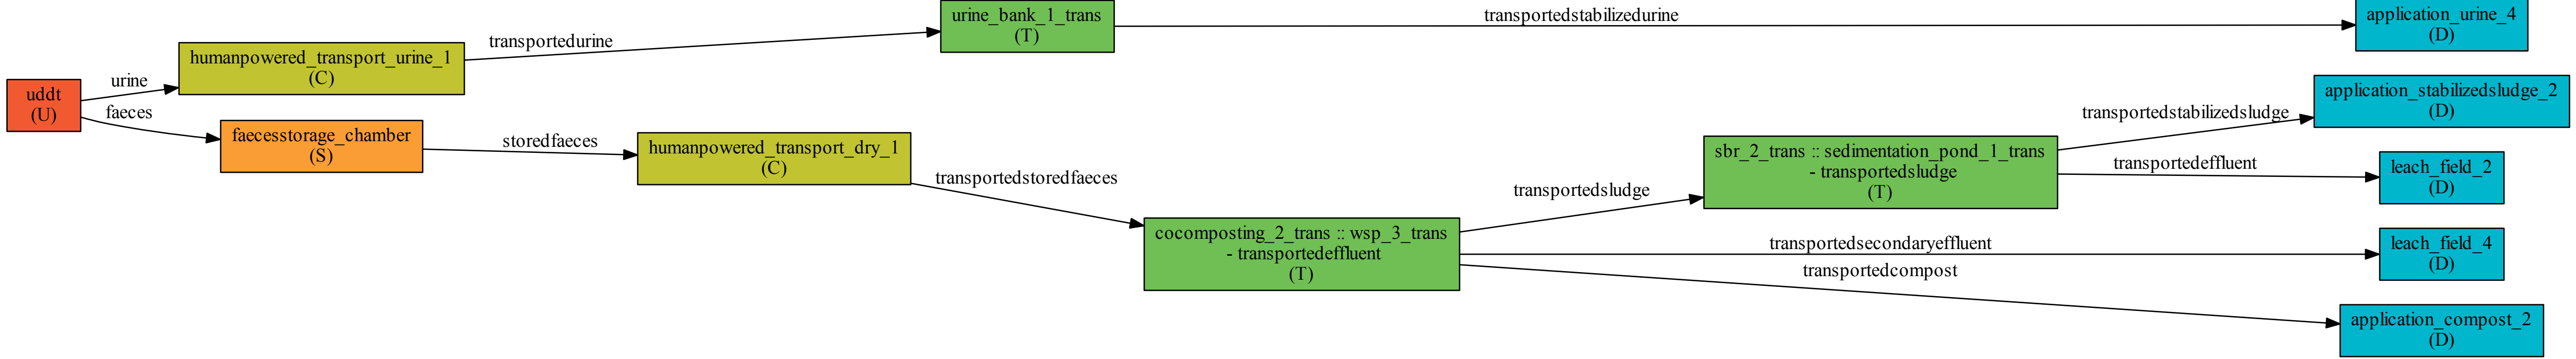 uddt
(U)
urine
faeces
humanpowered_transport_urine_1
(C)
transportedurine
urine_bank_1_trans
(T)
transportedstabilizedurine
application_urine_4
(D)
faecesstorage_chamber
(S)
storedfaeces
humanpowered_transport_dry_1
(C)
transportedstoredfaeces
cocomposting_2_trans :: wsp_3_trans
- transportedeffluent
(T)
transportedsludge
sbr_2_trans :: sedimentation_pond_1_trans
- transportedsludge
(T)
transportedstabilizedsludge
application_stabilizedsludge_2
(D)
transportedeffluent
leach_field_2
(D)
transportedsecondaryeffluent
leach_field_4
(D)
transportedcompost
application_compost_2
(D)